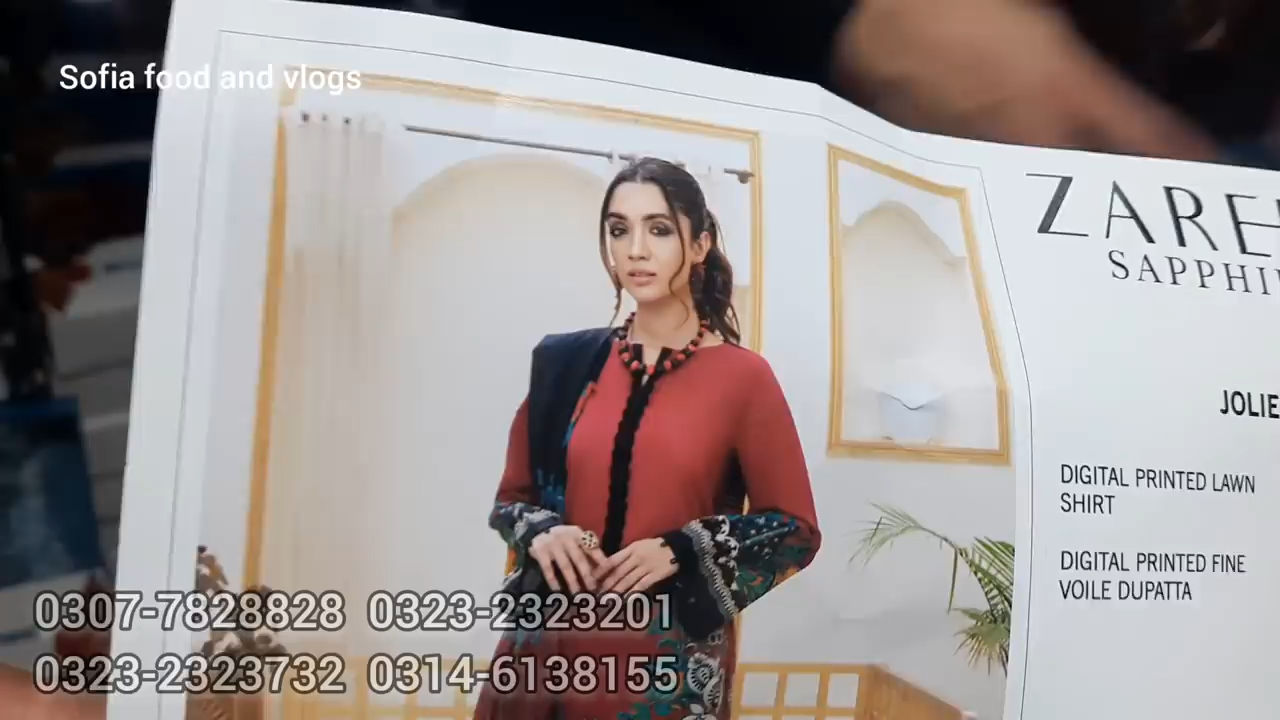 Sofia food and vlogs
ZARE
SAPPHI
JOLIE
DIGITAL PRINTED LAWN
SHIRT
DIGITAL PRINTED FINE
VOILE DUPATTA
0307-7828828 0323-2323201
0323-2323732 0314-6138155